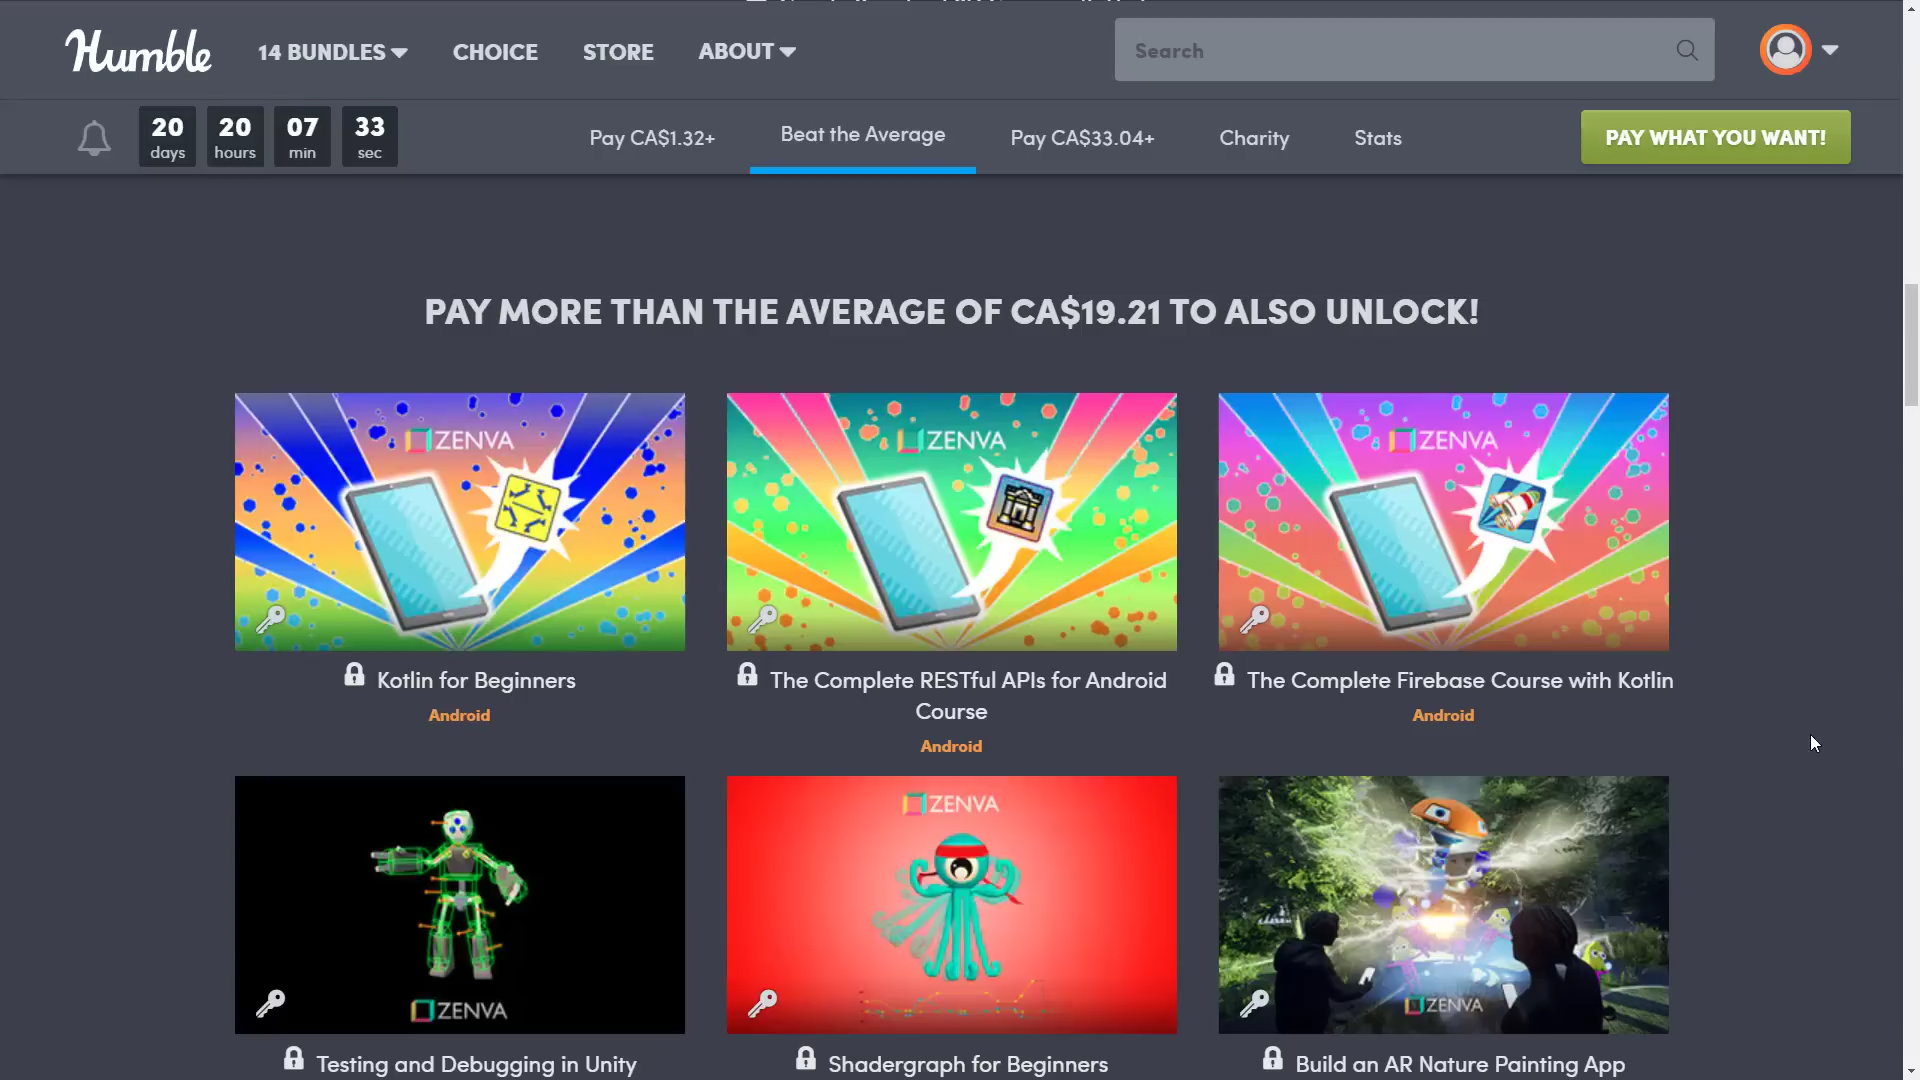 Humble
14 BUNDLES
CHOICE
STORE
ABOUT
Search
20 days
20 hours
07 min
33 sec
Pay CA$1.32+
Beat the Average
Pay CA$33.04+
Charity
Stats
PAY WHAT YOU WANT!
PAY MORE THAN THE AVERAGE OF CA$19.21 TO ALSO UNLOCK!
ZENVA
ZENVA
ZENVA
Kotlin for Beginners
Android
The Complete RESTful APIs for Android
Course
Android
The Complete Firebase Course with Kotlin
Android
ZENVA
ZENVA
ZENVA
Testing and Debugging in Unity
Shadergraph for Beginners
Build an AR Nature Painting App